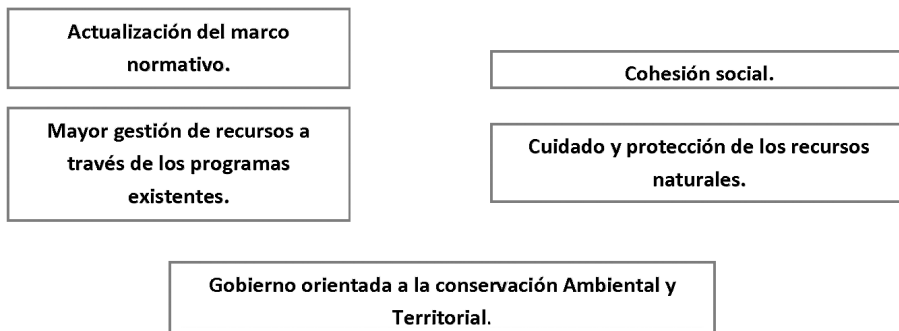 Actualización del marco
normativo.
Cohesión social.
Mayor gestión de recursos a
través de los programas
existentes.
Cuidado y protección de los recursos
naturales.
Gobierno orientada a la conservación Ambiental y
Territorial.